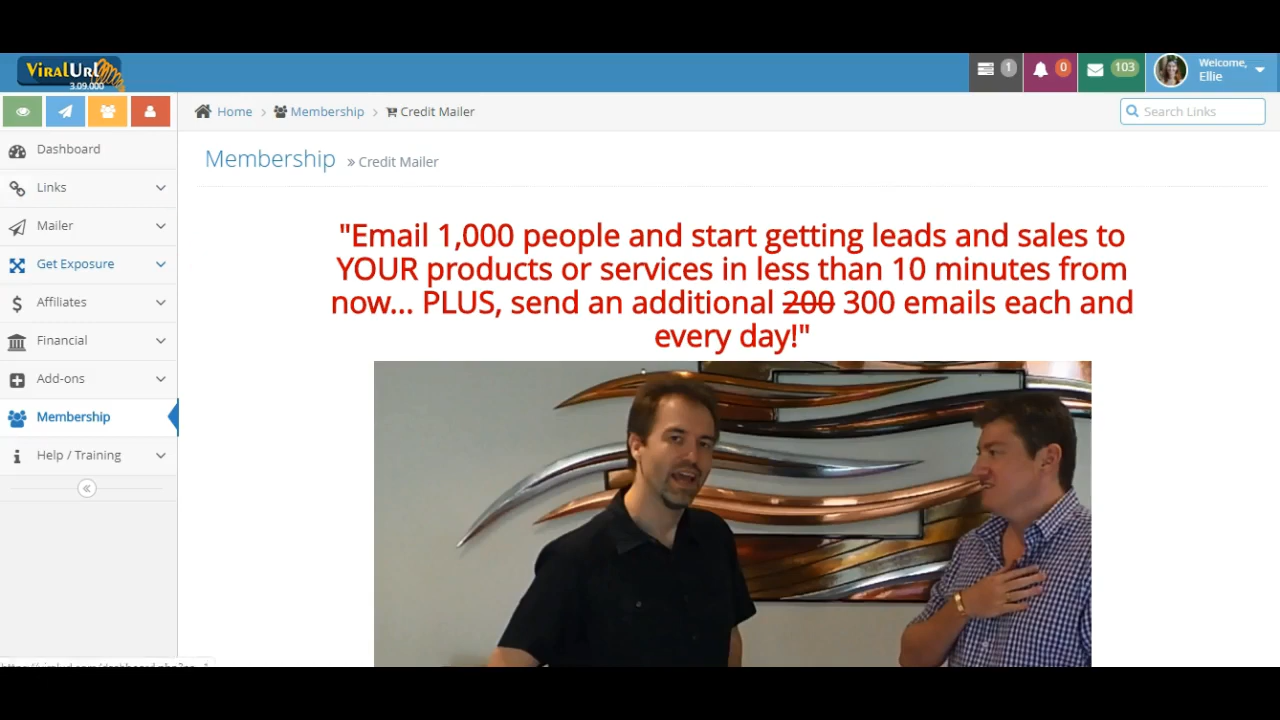 ViralUrl
3.09.000
1
0
103
Welcome,
Ellie
Home > Membership > Credit Mailer
Search Links
Dashboard
Links
Mailer
Get Exposure
Affiliates
Financial
Add-ons
Membership
Help / Training
Membership » Credit Mailer
"Email 1,000 people and start getting leads and sales to
YOUR products or services in less than 10 minutes from
now... PLUS, send an additional 200 300 emails each and
every day!"